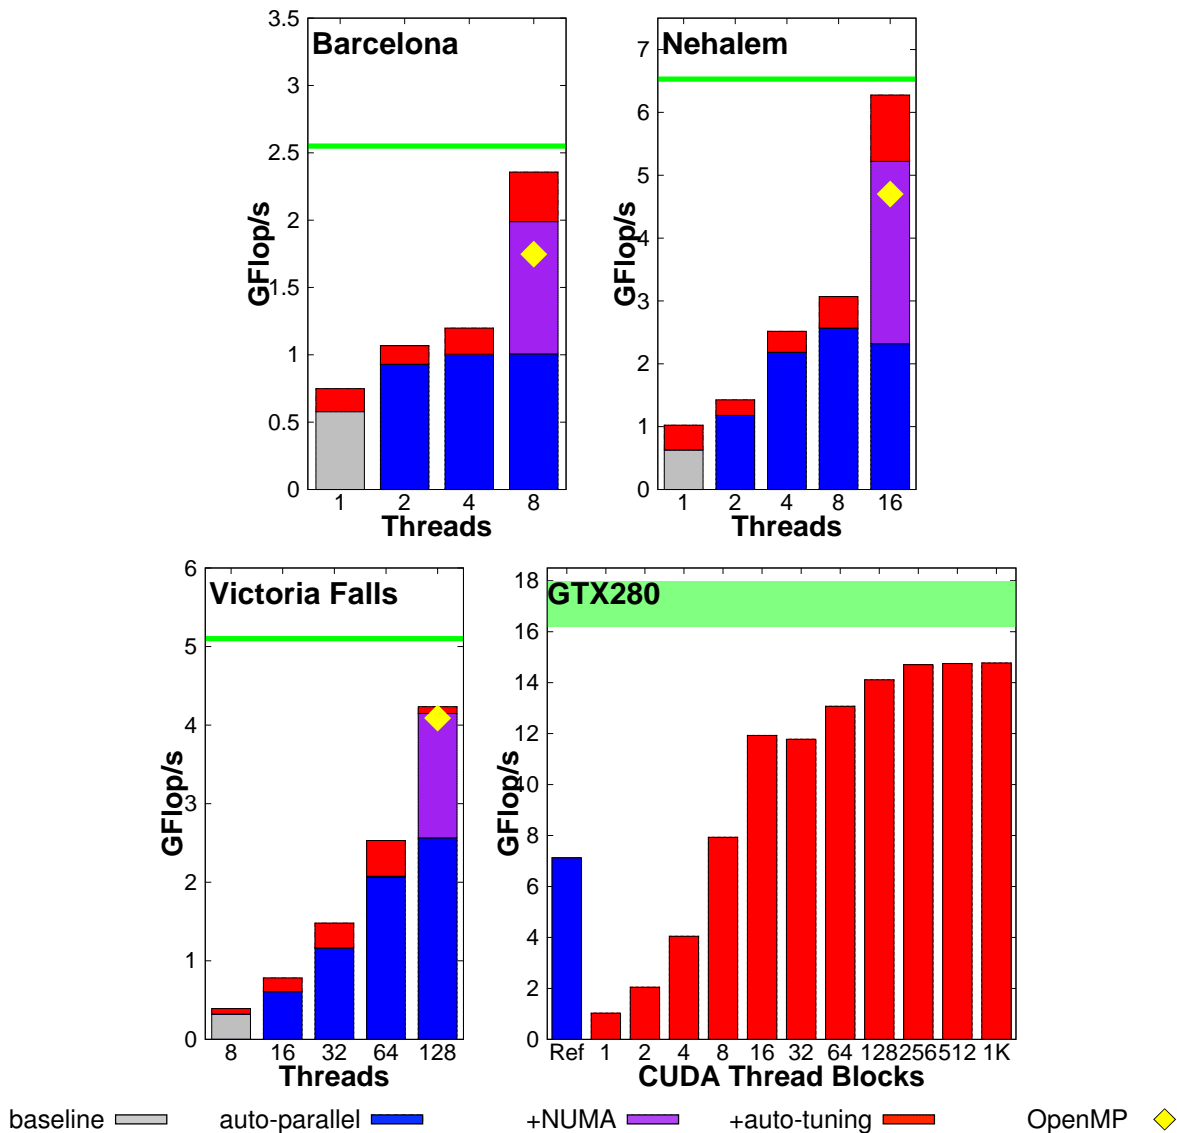 Barcelona
GFlop/s
3.5
3
2.5
2
1.5
1
0.5
0
1 2 4 8
Threads
Nehalem
GFlop/s
7
6
5
4
3
2
1
0
1 2 4 8 16
Threads
Victoria Falls
GFlop/s
6
5
4
3
2
1
0
8 16 32 64 128
Threads
GTX280
GFlop/s
18
16
14
12
10
8
6
4
2
0
Ref 1 2 4 8 16 32 64 128 256 512 1K
CUDA Thread Blocks
baseline auto-parallel +NUMA +auto-tuning OpenMP